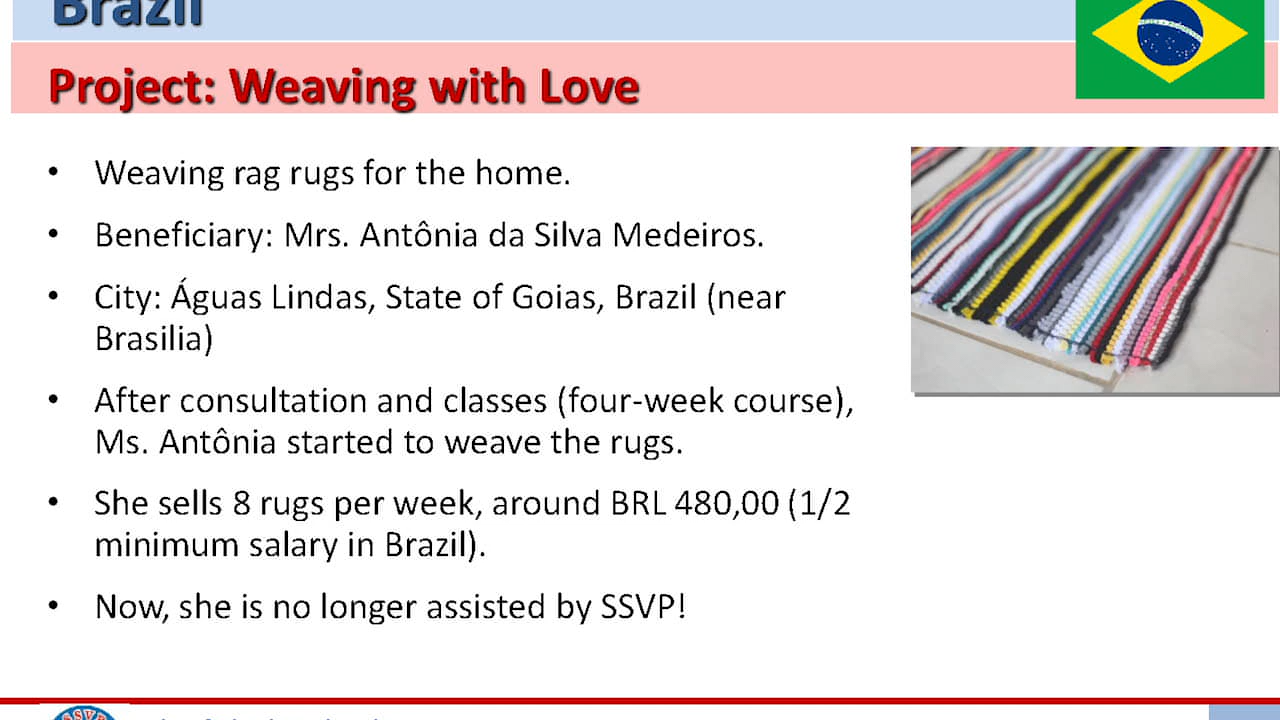 Brazil
Project: Weaving with Love
• Weaving rag rugs for the home.
• Beneficiary: Mrs. Antônia da Silva Medeiros.
• City: Águas Lindas, State of Goias, Brazil (near
Brasilia)
• After consultation and classes (four-week course),
Ms. Antônia started to weave the rugs.
• She sells 8 rugs per week, around BRL 480,00 (1/2
minimum salary in Brazil).
• Now, she is no longer assisted by SSVP!
SSVP